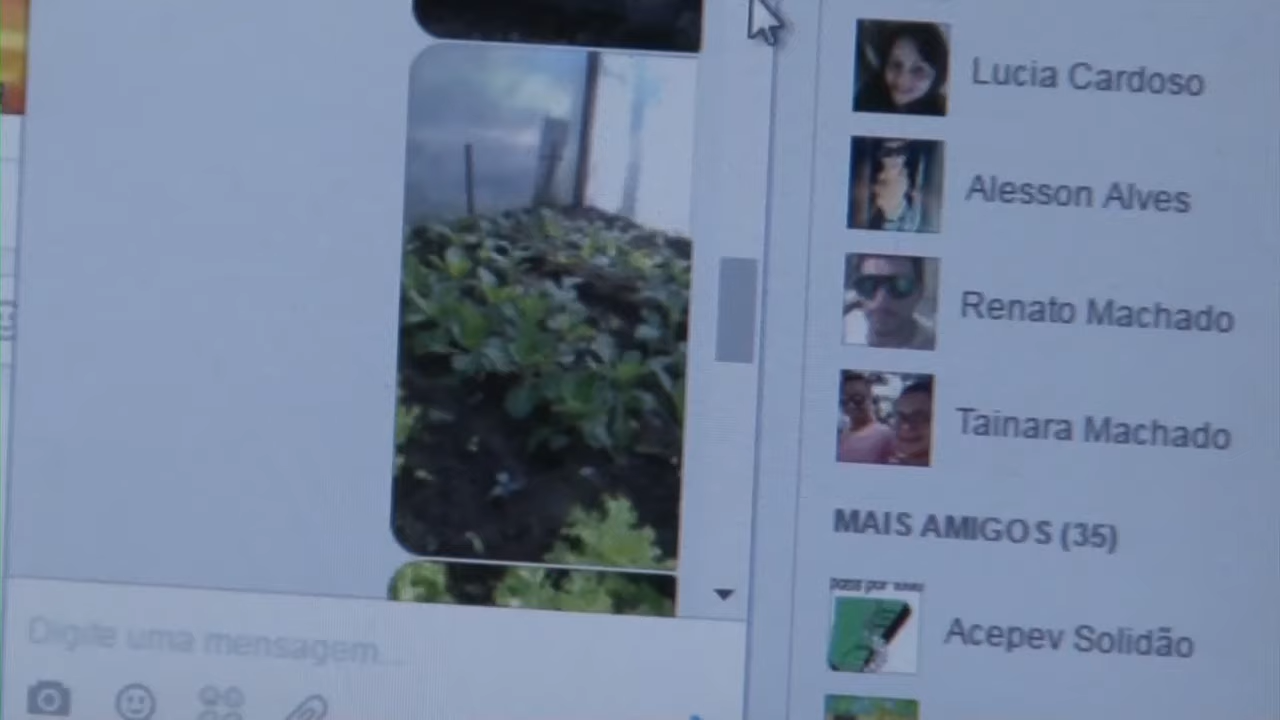 Lucia Cardoso
Alesson Alves
Renato Machado
Tainara Machado
MAIS AMIGOS (35)
Acepev Solidão
Digite uma mensagem...